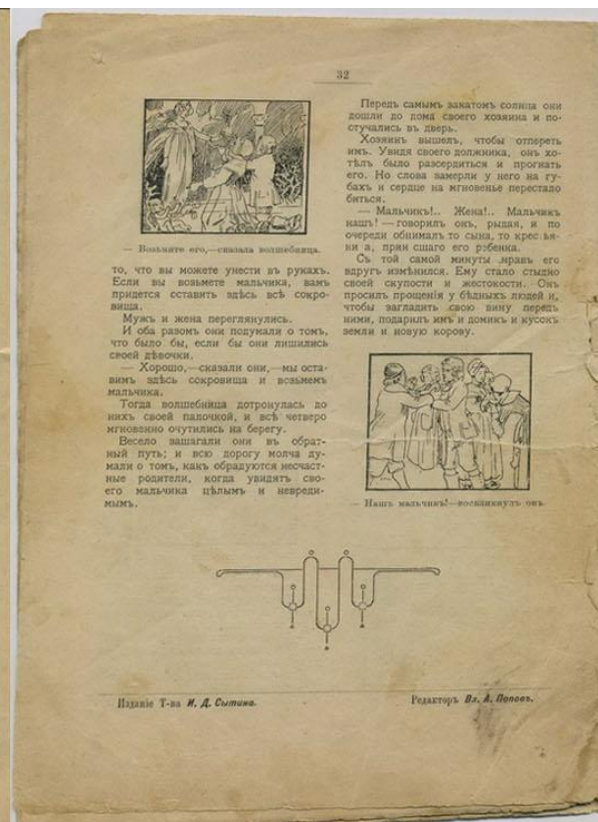 32
— Возьмите его,—сказала волшебница.
то, что вы можете унести въ рукахъ.
Если вы возьмете мальчика, вамъ
придется оставить здѣсь всѣ сокро-
вища.
Мужъ и жена переглянулись.
И оба разомъ они подумали о томъ,
что было бы, если бы они лишились
своей дѣвочки.
— Хорошо,—сказали они,—мы оста-
вимъ здѣсь сокровища и возьмемъ
мальчика.
Тогда волшебница дотронулась до
нихъ своей палочкой, и всѣ четверо
мгновенно очутились на берегу.
Весело зашагали они въ обрат-
ный путь; и всю дорогу молча ду-
мали о томъ, какъ обрадуются несчаст-
ные родители, когда увидятъ сво-
его мальчика цѣлымъ и невреди-
мымъ.
Передъ самымъ закатомъ солнца они
дошли до дома своего хозяина и по-
стучались въ дверь.
Хозяинъ вышелъ, чтобы отпереть
имъ. Увидя своего должника, онъ хо-
тѣлъ было разсердиться и прогнать
его. Но слова замерли у него на гу-
бахъ и сердце на мгновенье перестало
биться.
— Мальчикъ!.. Жена!.. Мальчикъ
нашъ! — говорилъ онъ, рыдая, и по
очереди обнималъ то сына, то
его ребенка.
Съ той самой минуты нравъ его
вдругъ измѣнился. Ему стало стыдно
своей скупости и жестокости. Онъ
просилъ прощенія у бѣдныхъ людей и,
чтобы загладить свою вину передъ
ними, подарилъ имъ и домикъ и кусокъ
земли и новую корову.
— Нашъ мальчикъ!—воскликнулъ онъ.
Изданіе Т-ва И. Д. Сытина.
Редакторъ Вл. А. Поповъ.